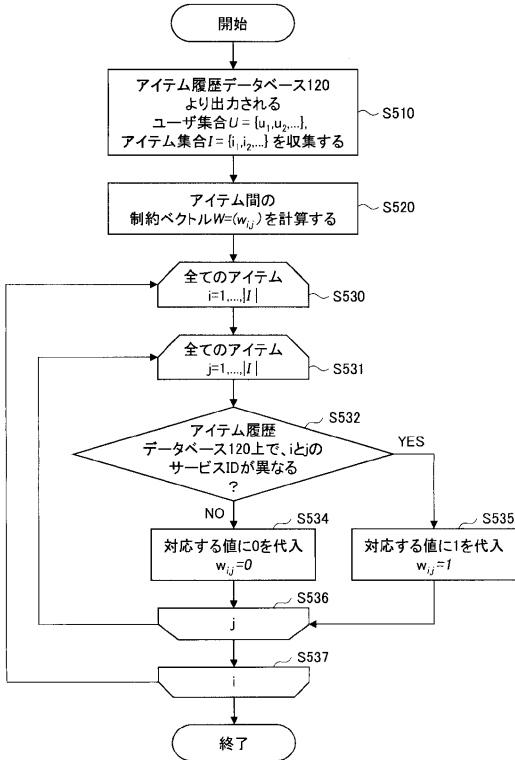 開始
アイテム履歴データベース120
より出力される
ユーザ集合U = {u1,u2,...},
アイテム集合I = {i1,i2,...} を収集する
S510
アイテム間の
制約ベクトルW=(wi,j) を計算する
S520
全てのアイテム
i=1,...,|I|
S530
全てのアイテム
j=1,...,|I|
S531
アイテム履歴
データベース120上で、iとjの
サービスIDが異なる
?
S532
YES
NO
対応する値に0を代入
wi,j=0
S534
対応する値に1を代入
wi,j=1
S535
j
S536
i
S537
終了